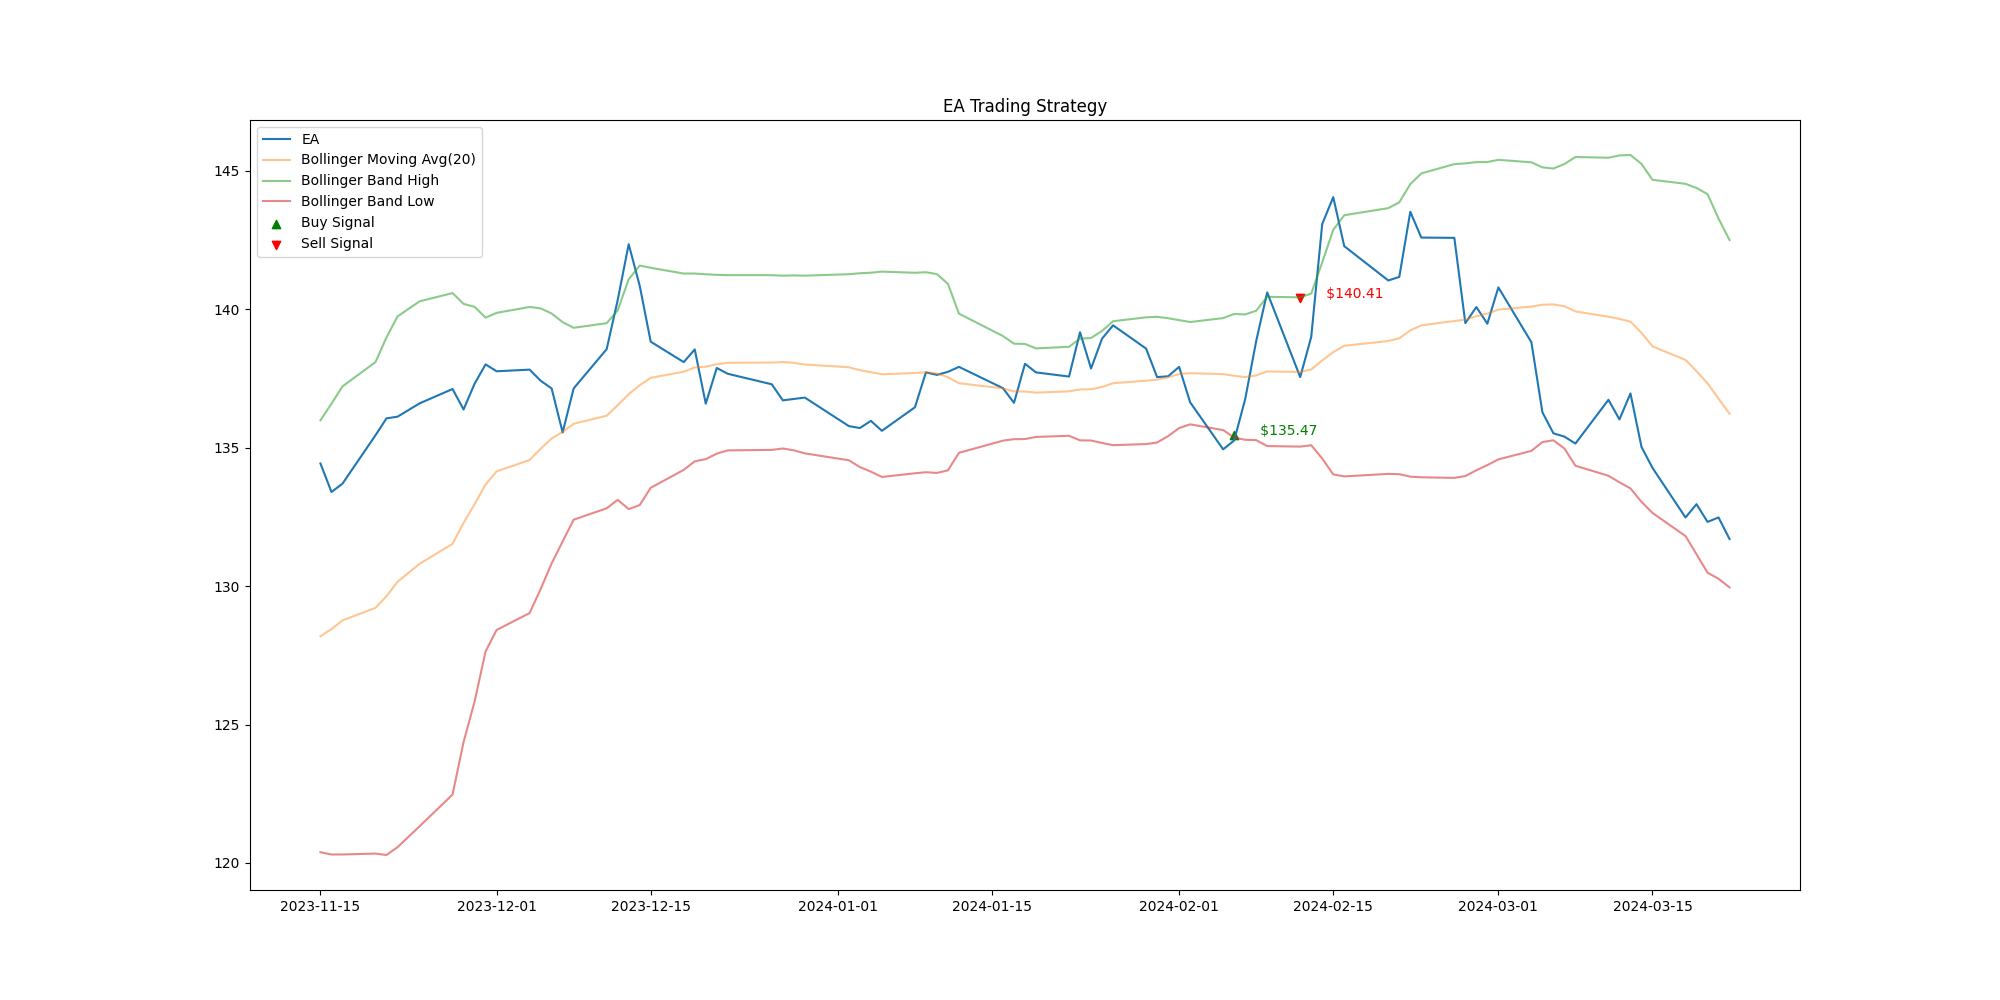 EA Trading Strategy
EA
Bollinger Moving Avg(20)
Bollinger Band High
Bollinger Band Low
Buy Signal
Sell Signal
145
140
135
130
125
120
$140.41
$135.47
2023-11-15
2023-12-01
2023-12-15
2024-01-01
2024-01-15
2024-02-01
2024-02-15
2024-03-01
2024-03-15